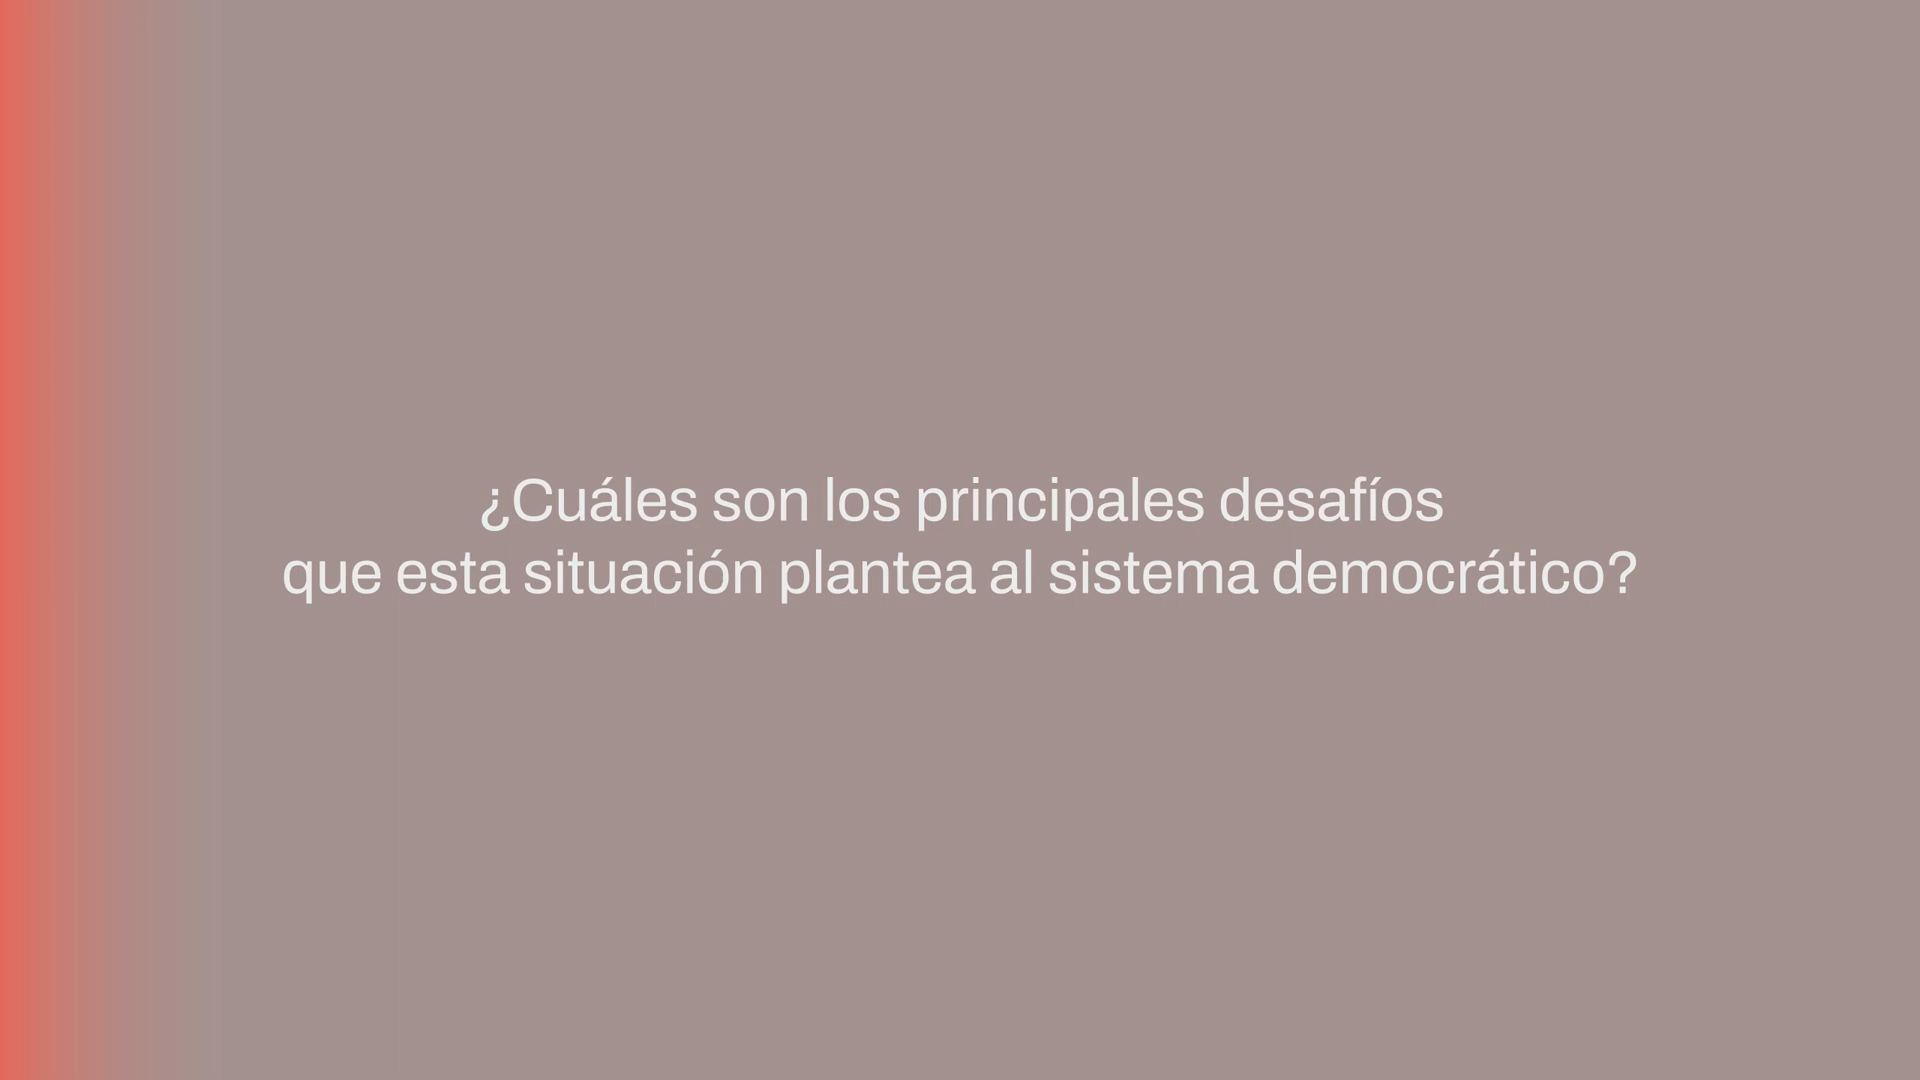 ¿Cuáles son los principales desafíos
que esta situación plantea al sistema democrático?